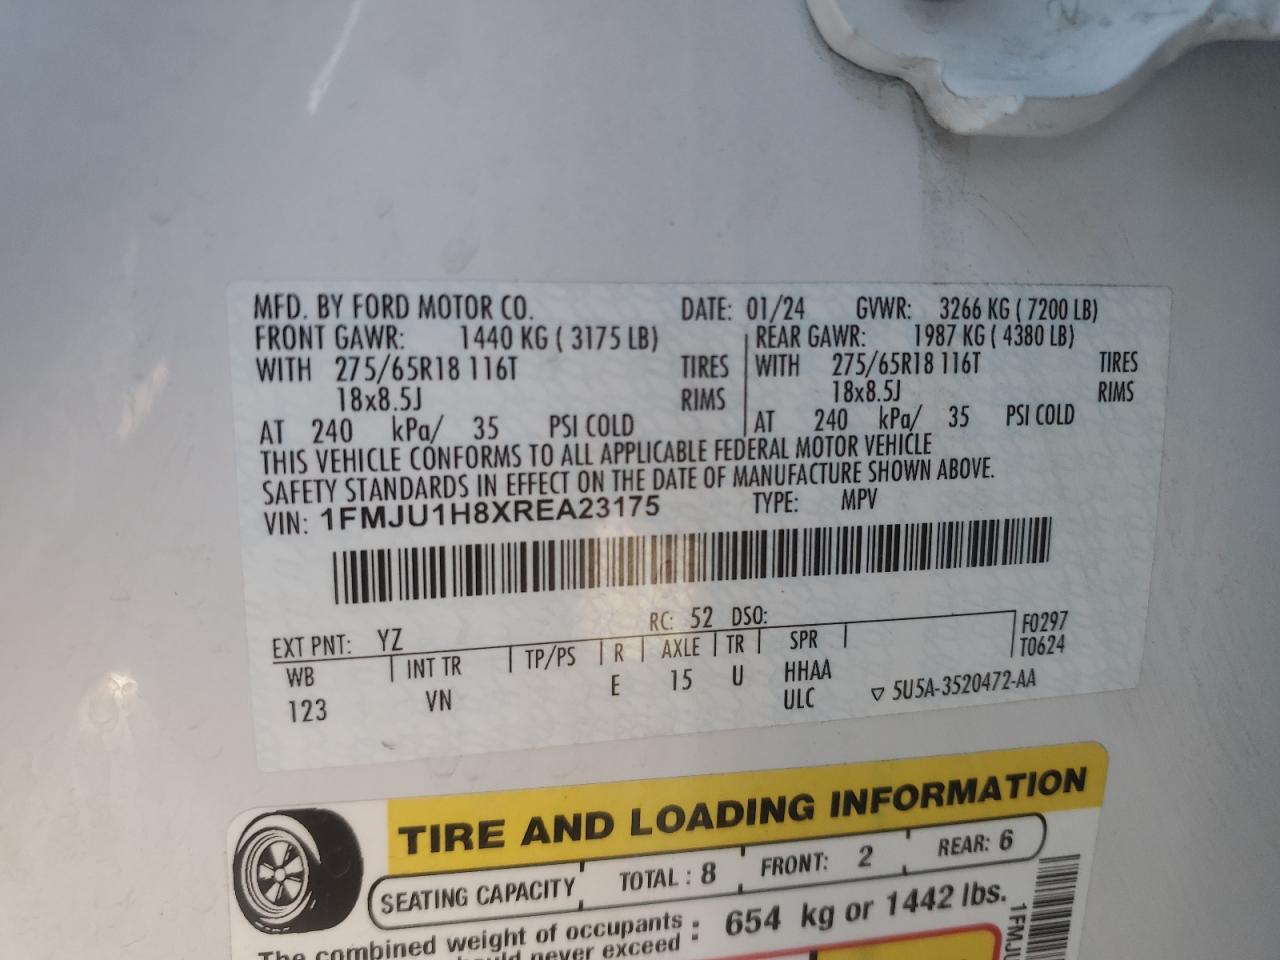 MFD. BY FORD MOTOR CO. DATE: 01/24 GVWR: 3266 KG ( 7200 LB)
FRONT GAWR: 1440 KG ( 3175 LB) REAR GAWR: 1987 KG ( 4380 LB)
WITH 275/65R18 116T TIRES WITH 275/65R18 116T TIRES
18x8.5J RIMS 18x8.5J RIMS
AT 240 kPa/ 35 PSI COLD AT 240 kPa/ 35 PSI COLD
THIS VEHICLE CONFORMS TO ALL APPLICABLE FEDERAL MOTOR VEHICLE
SAFETY STANDARDS IN EFFECT ON THE DATE OF MANUFACTURE SHOWN ABOVE.
VIN: 1FMJU1H8XREA23175 TYPE: MPV
EXT PNT: YZ RC: 52 DSO: F0297
WB INT TR TP/PS R AXLE TR SPR T0624
123 VN E 15 U HHAA
ULC 5U5A-3520472-AA
TIRE AND LOADING INFORMATION
SEATING CAPACITY TOTAL : 8 FRONT: 2 REAR: 6
The combined weight of occupants : 654 kg or 1442 lbs.
never exceed :
1FMJU